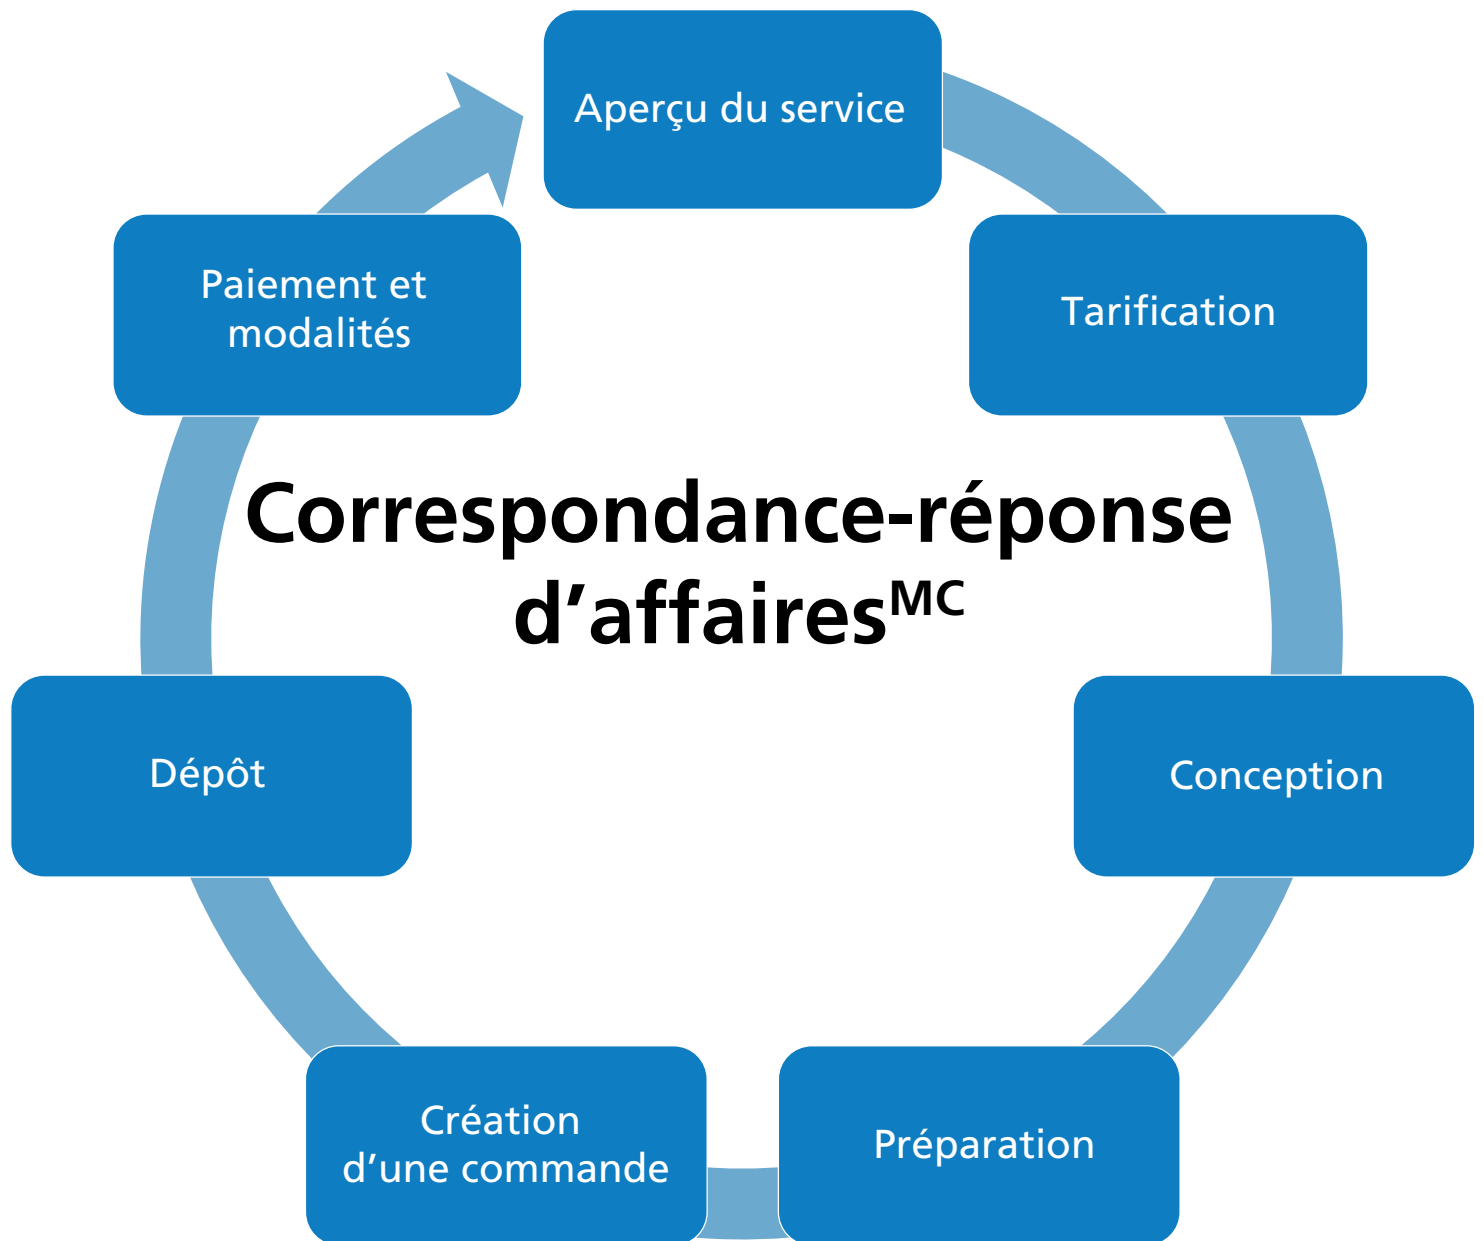 Aperçu du service
Tarification
Conception
Préparation
Création
d’une commande
Dépôt
Paiement et
modalités
Correspondance-réponse
d’affairesMC